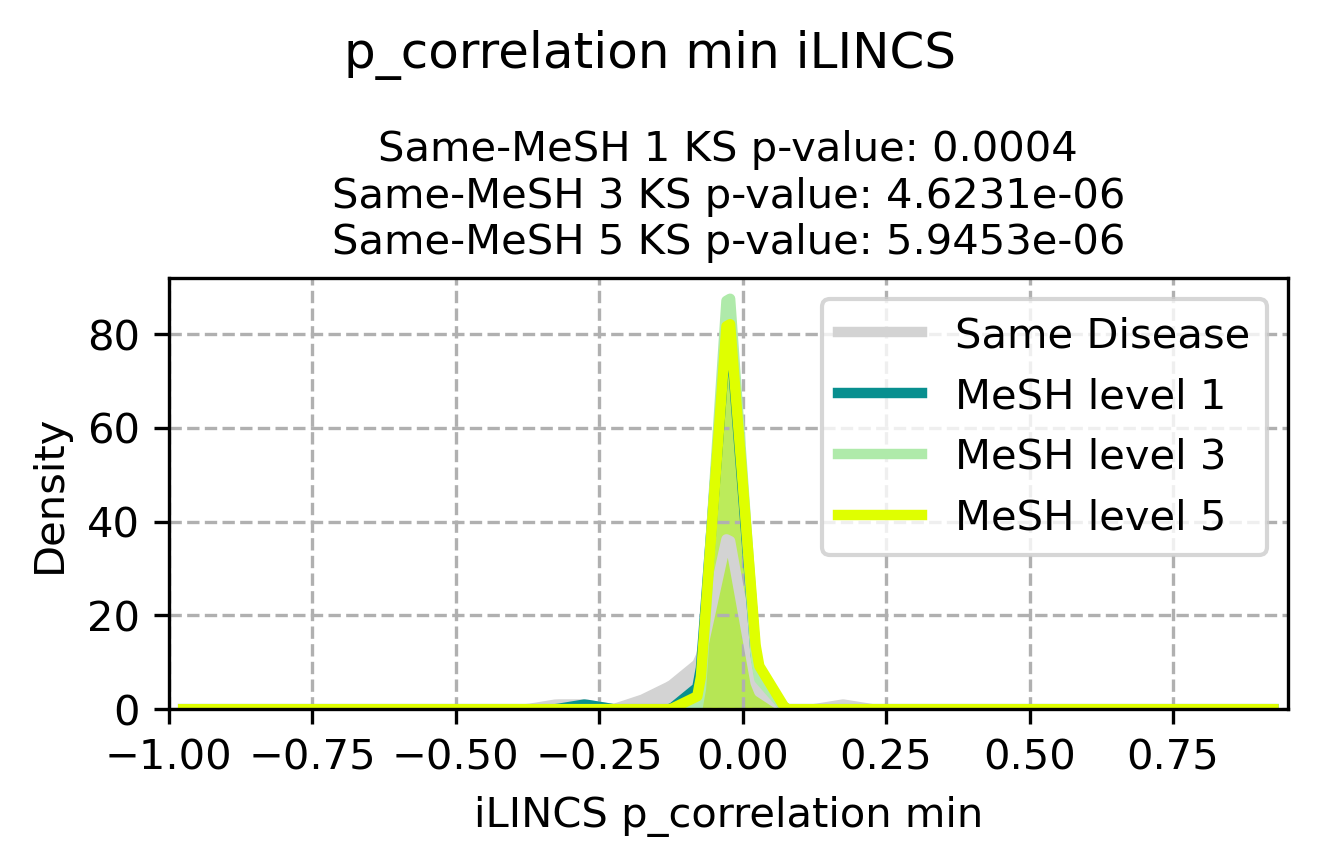 p_correlation min iLINCS
Same-MeSH 1 KS p-value: 0.0004
Same-MeSH 3 KS p-value: 4.6231e-06
Same-MeSH 5 KS p-value: 5.9453e-06
Density
80
60
40
20
0
Same Disease
MeSH level 1
MeSH level 3
MeSH level 5
−1.00 −0.75 −0.50 −0.25 0.00 0.25 0.50 0.75
iLINCS p_correlation min